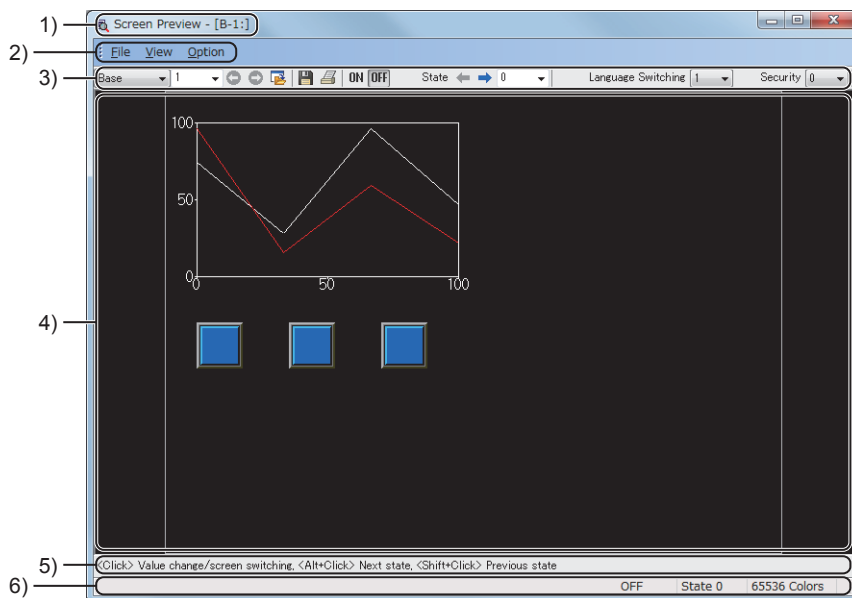 1) Screen Preview - [B-1:]
2) File View Option
3) Base 1 ON OFF State 0 Language Switching 1 Security 0
100
50
0
0 50 100
4)
5) <Click> Value change/screen switching, <Alt+Click> Next state, <Shift+Click> Previous state
6) OFF State 0 65536 Colors